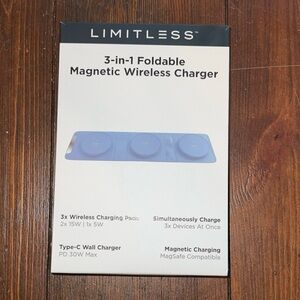 LIMITLESS™
3-in-1 Foldable
Magnetic Wireless Charger
3x Wireless Charging Pads
2x 15W | 1x 5W
Simultaneously Charge
3x Devices At Once
Type-C Wall Charger
PD 30W Max
Magnetic Charging
MagSafe Compatible